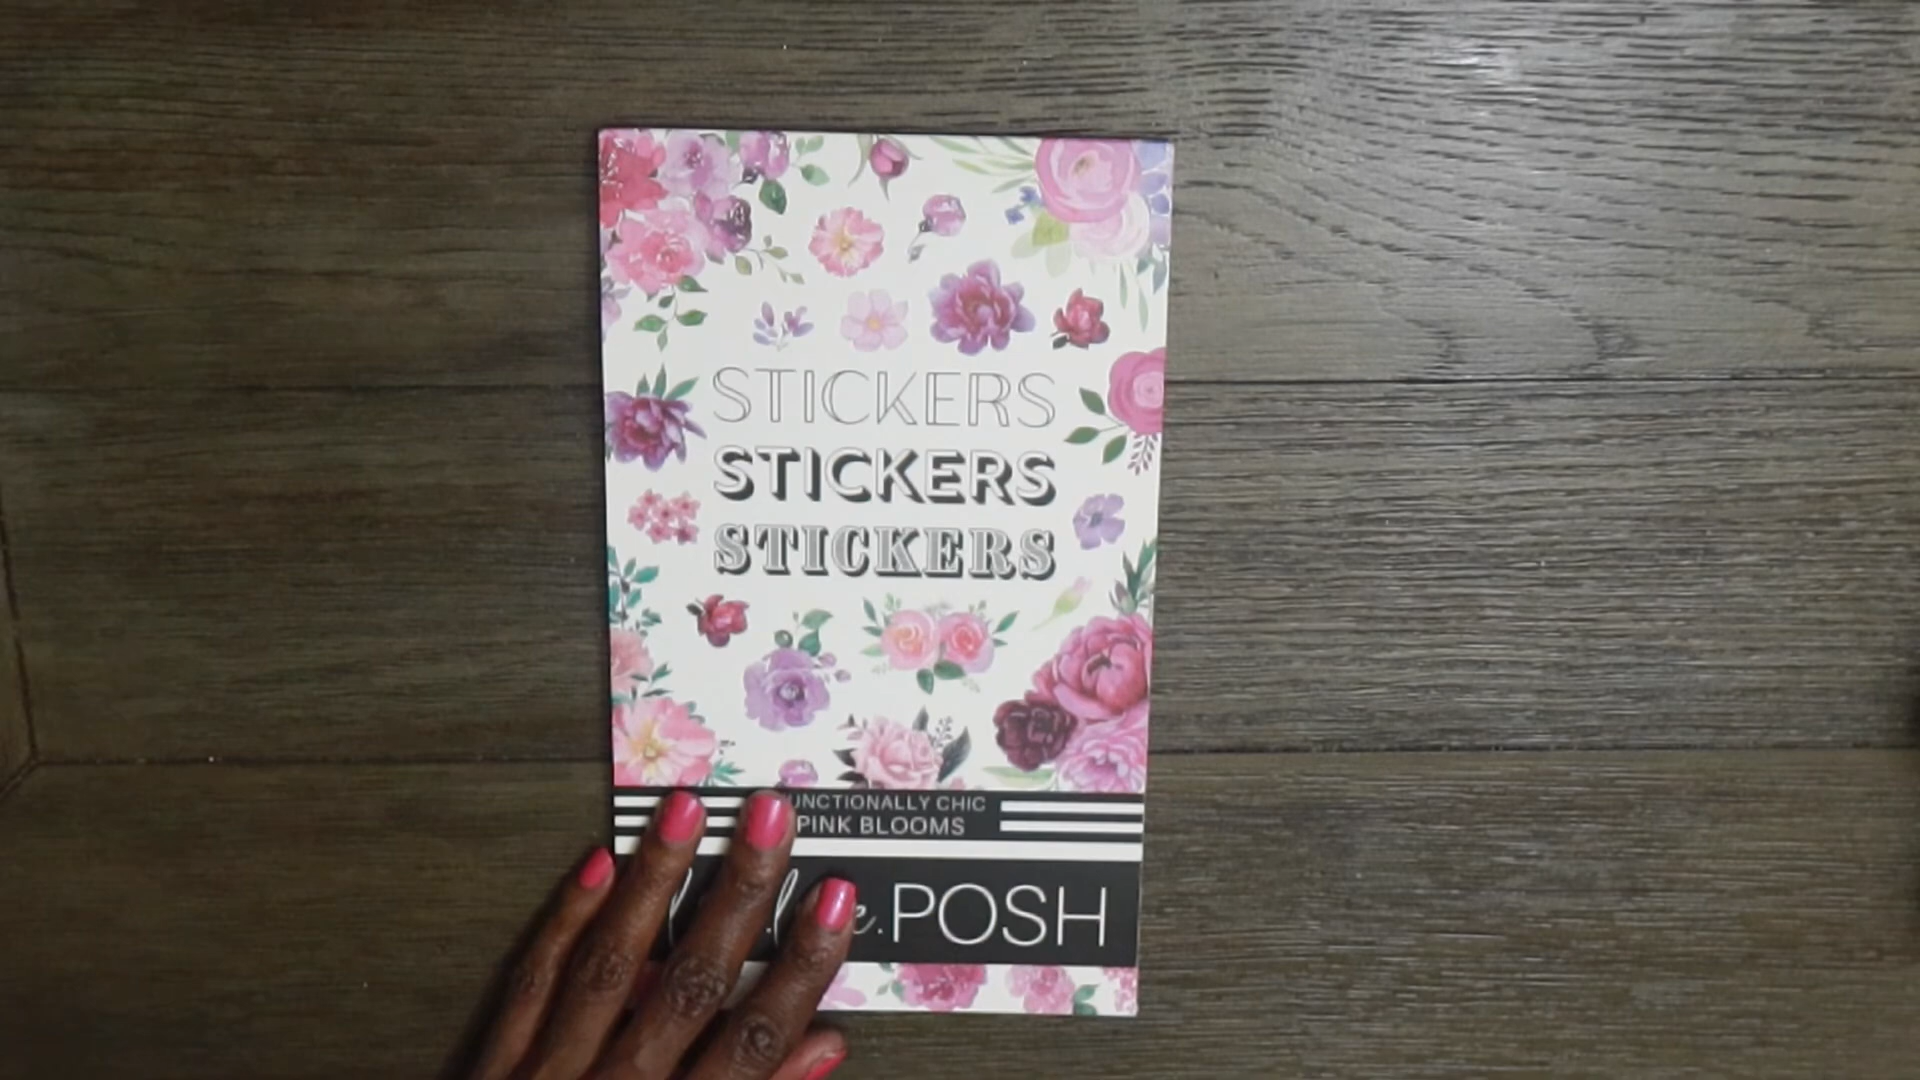 STICKERS
STICKERS
STICKERS
UNCTIONALLY CHIC
PINK BLOOMS
POSH